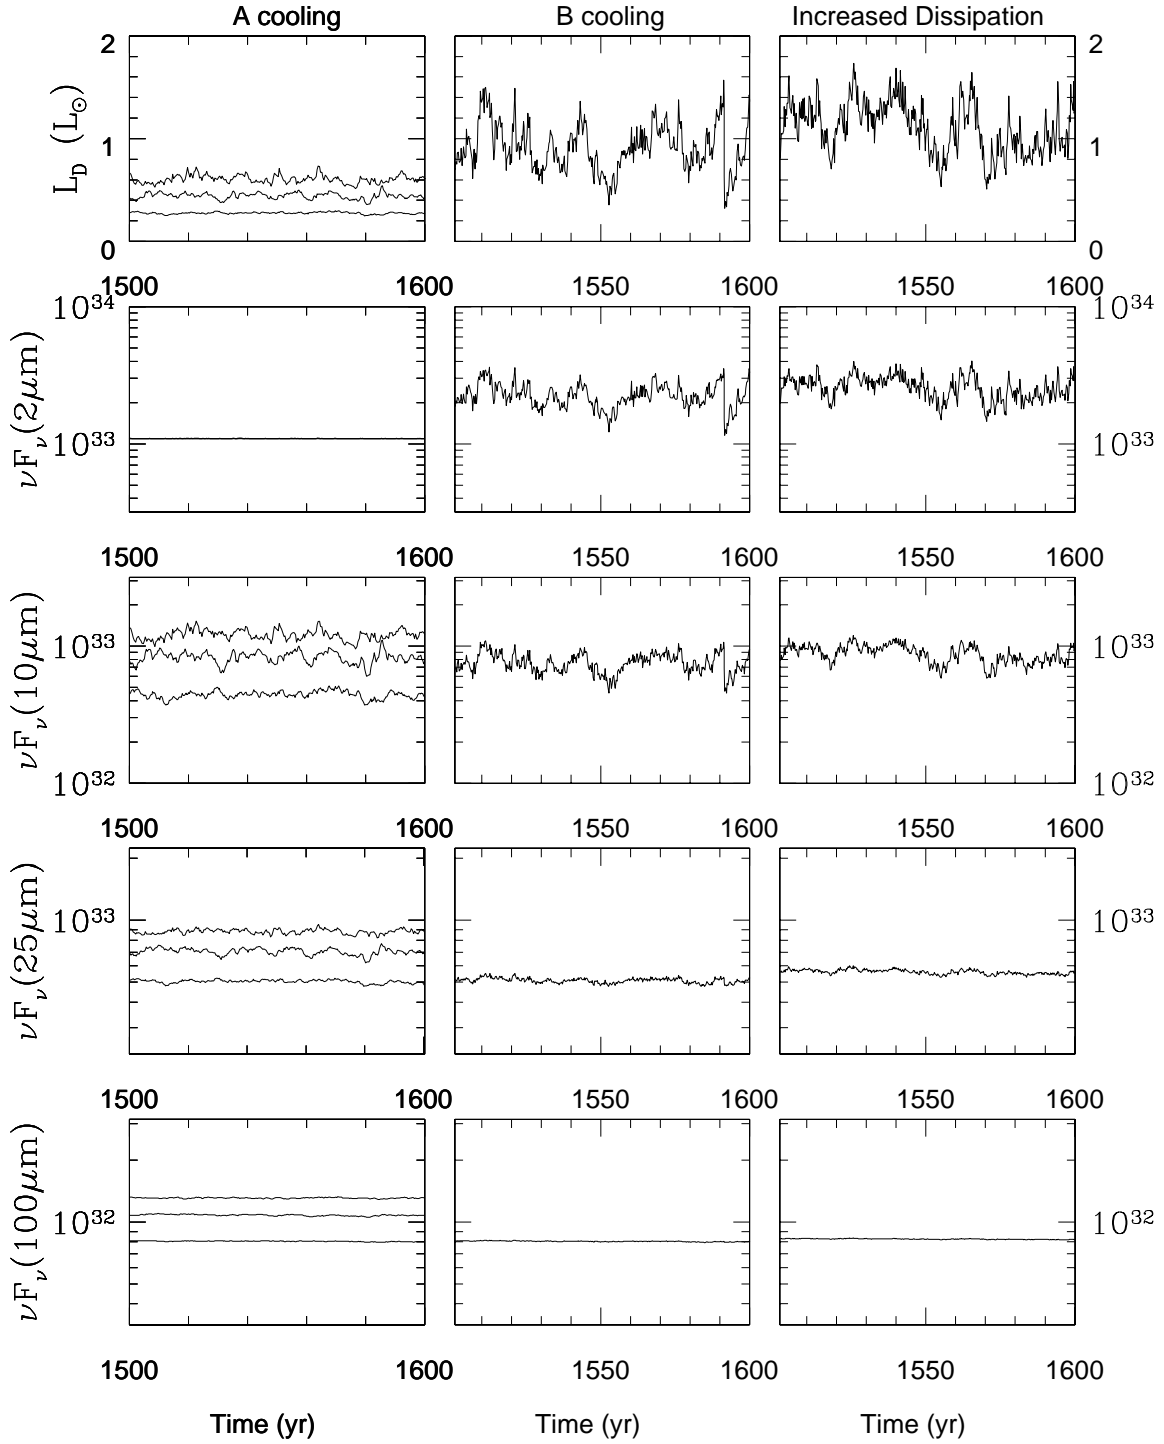 A cooling B cooling Increased Dissipation
2 2
L_D (L_⊙)
1 1
0 0
1500 1600 1550 1600 1550 1600
10^34 10^34
νF_ν(2μm)
10^33 10^33
1500 1600 1550 1600 1550 1600
νF_ν(10μm)
10^33 10^33
10^32 10^32
1500 1600 1550 1600 1550 1600
νF_ν(25μm)
10^33 10^33
1500 1600 1550 1600 1550 1600
νF_ν(100μm)
10^32 10^32
1500 1600 1550 1600 1550 1600
Time (yr) Time (yr) Time (yr)